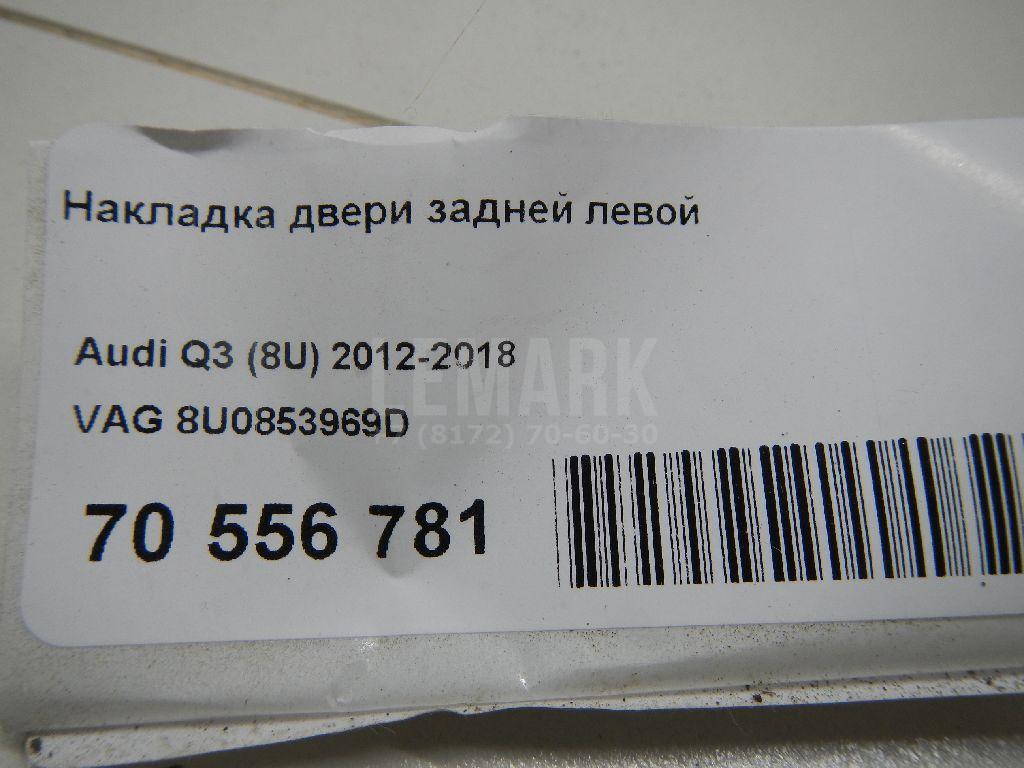 Накладка двери задней левой
Audi Q3 (8U) 2012-2018
LEMARK
VAG 8U0853969D
(8172) 70-60-30
70 556 781